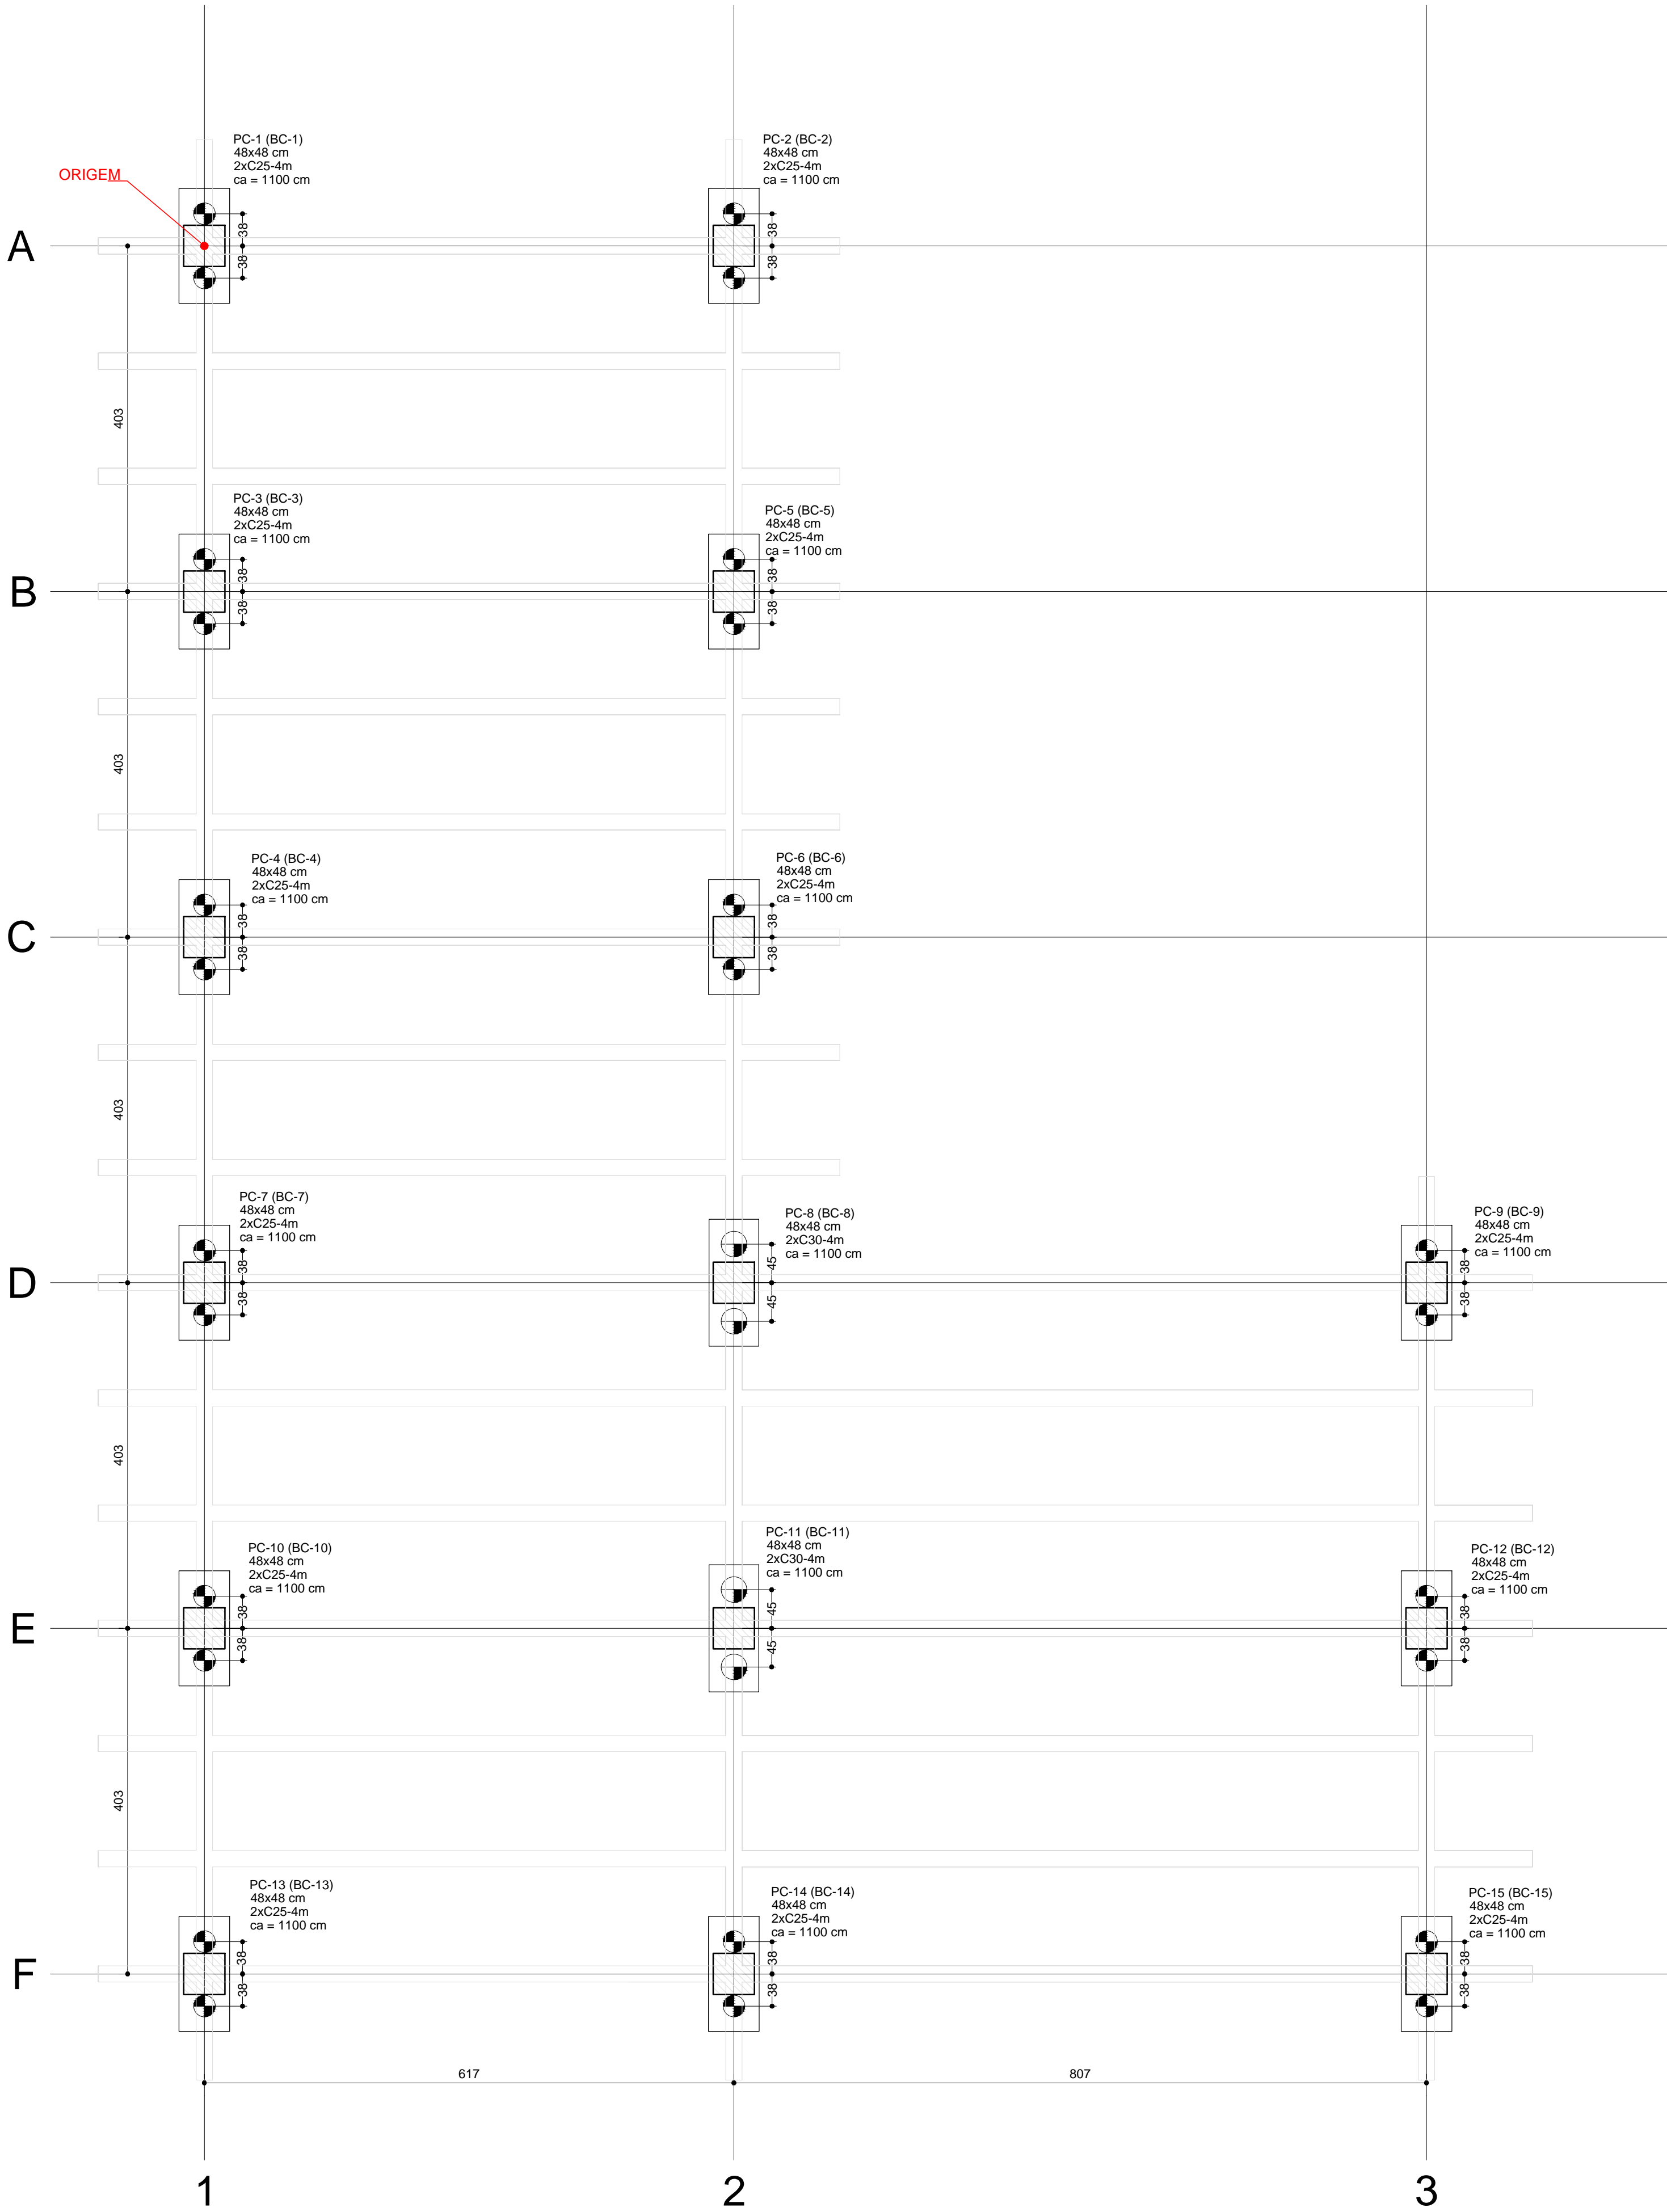 PC-1 (BC-1)
48x48 cm
2xC25-4m
ca = 1100 cm
PC-2 (BC-2)
48x48 cm
2xC25-4m
ca = 1100 cm
ORIGEM
A
38
38
38
38
403
PC-3 (BC-3)
48x48 cm
2xC25-4m
ca = 1100 cm
PC-5 (BC-5)
48x48 cm
2xC25-4m
ca = 1100 cm
B
38
38
38
38
403
PC-4 (BC-4)
48x48 cm
2xC25-4m
ca = 1100 cm
PC-6 (BC-6)
48x48 cm
2xC25-4m
ca = 1100 cm
C
38
38
38
38
403
PC-7 (BC-7)
48x48 cm
2xC25-4m
ca = 1100 cm
PC-8 (BC-8)
48x48 cm
2xC30-4m
ca = 1100 cm
PC-9 (BC-9)
48x48 cm
2xC25-4m
ca = 1100 cm
D
38
38
45
45
38
38
403
PC-10 (BC-10)
48x48 cm
2xC25-4m
ca = 1100 cm
PC-11 (BC-11)
48x48 cm
2xC30-4m
ca = 1100 cm
PC-12 (BC-12)
48x48 cm
2xC25-4m
ca = 1100 cm
E
38
38
45
45
38
38
403
PC-13 (BC-13)
48x48 cm
2xC25-4m
ca = 1100 cm
PC-14 (BC-14)
48x48 cm
2xC25-4m
ca = 1100 cm
PC-15 (BC-15)
48x48 cm
2xC25-4m
ca = 1100 cm
F
38
38
38
38
38
38
617
807
1
2
3